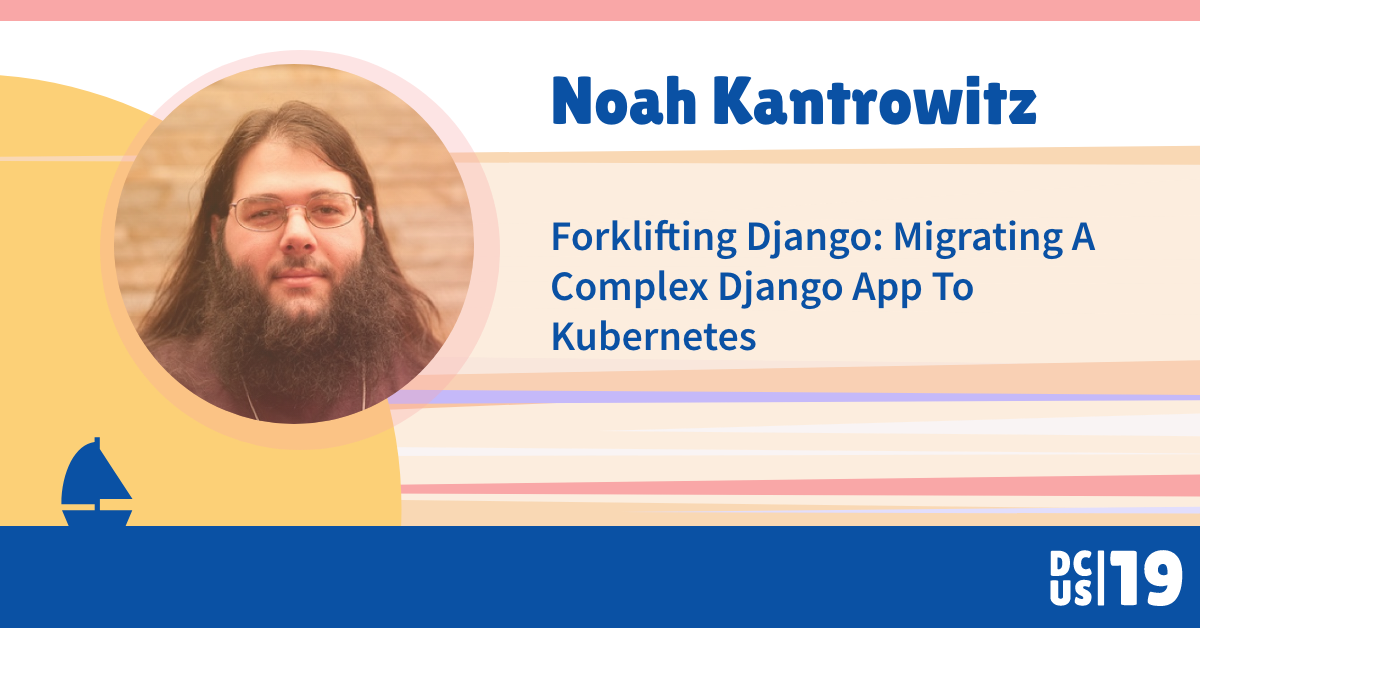 Noah Kantrowitz
Forklifting Django: Migrating A
Complex Django App To
Kubernetes
DC
US
19